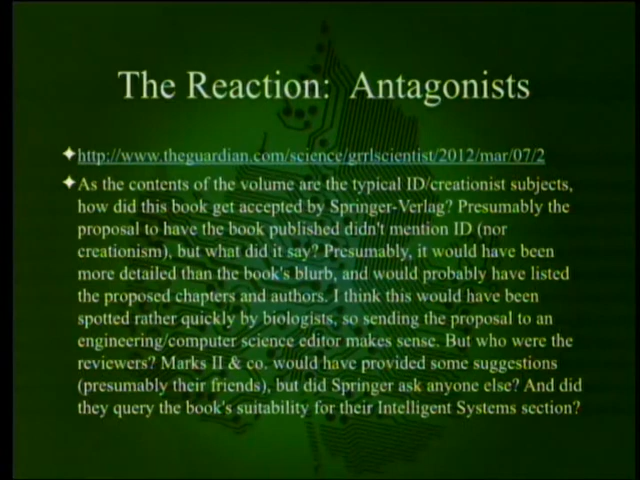 The Reaction: Antagonists
http://www.theguardian.com/science/grrlscientist/2012/mar/07/2
As the contents of the volume are the typical ID/creationist subjects,
how did this book get accepted by Springer-Verlag? Presumably the
proposal to have the book published didn't mention ID (nor
creationism), but what did it say? Presumably, it would have been
more detailed than the book's blurb, and would probably have listed
the proposed chapters and authors. I think this would have been
spotted rather quickly by biologists, so sending the proposal to an
engineering/computer science editor makes sense. But who were the
reviewers? Marks II & co. would have provided some suggestions
(presumably their friends), but did Springer ask anyone else? And did
they query the book's suitability for their Intelligent Systems section?